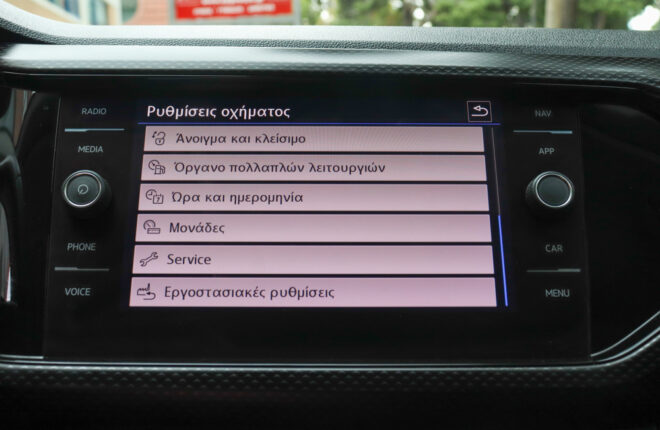 Ρυθμίσεις οχήματος
Άνοιγμα και κλείσιμο
Όργανο πολλαπλών λειτουργιών
Ώρα και ημερομηνία
Μονάδες
Service
Εργοστασιακές ρυθμίσεις
RADIO
MEDIA
PHONE
VOICE
NAV
APP
CAR
MENU